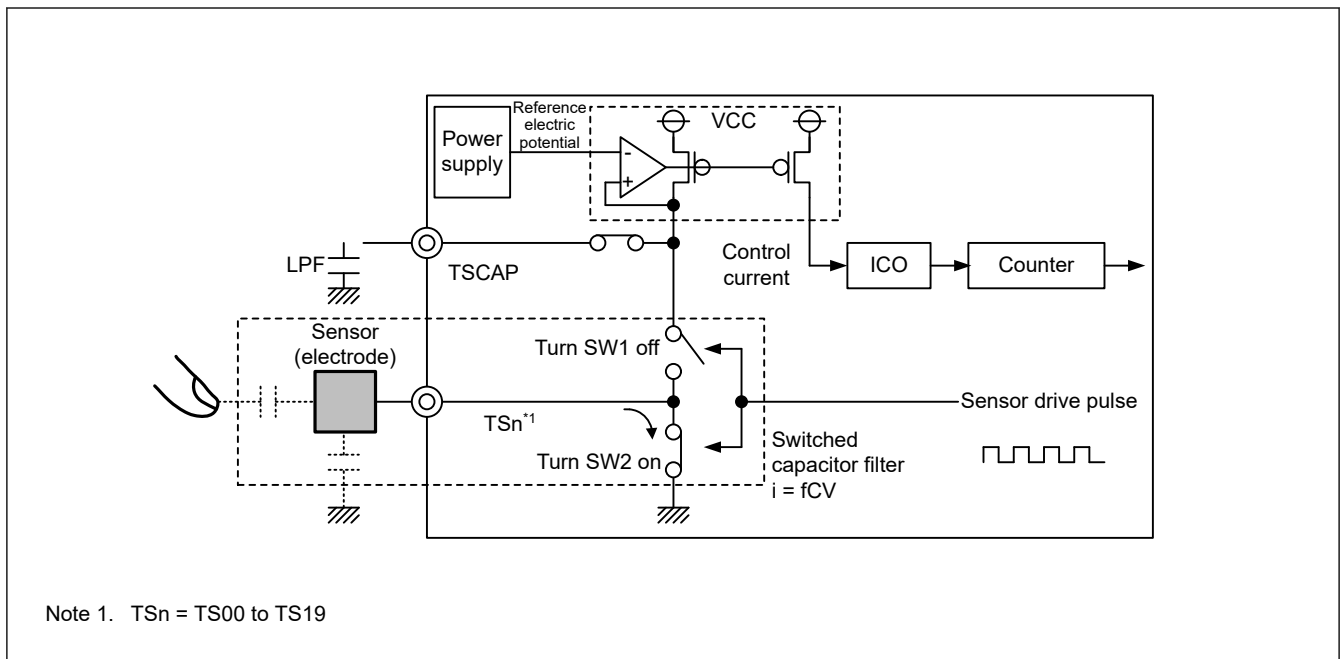 Reference
electric
potential
Power
supply
VCC
-
+
LPF
TSCAP
Control
current
ICO
Counter
Sensor
(electrode)
Turn SW1 off
TSn*1
Sensor drive pulse
Turn SW2 on
Switched
capacitor filter
i = fCV
Note 1. TSn = TS00 to TS19